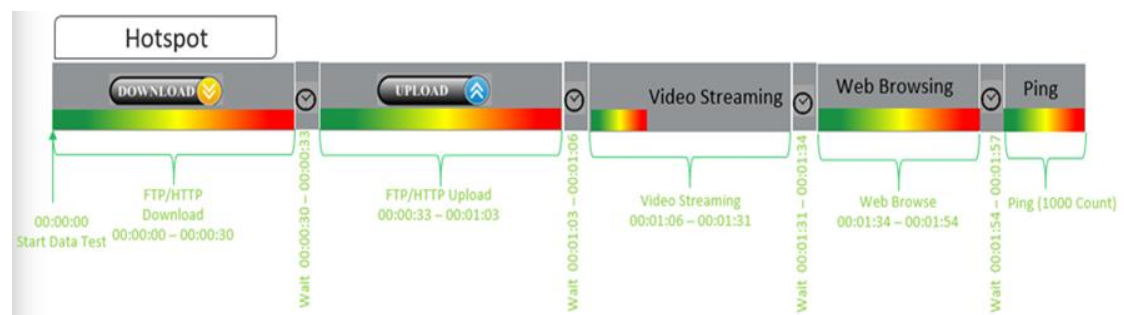 Hotspot
DOWNLOAD
UPLOAD
Video Streaming
Web Browsing
Ping
00:00:00
Start Data Test
FTP/HTTP
Download
00:00:00 – 00:00:30
Wait 00:00:30 – 00:00:33
FTP/HTTP Upload
00:00:33 – 00:01:03
Wait 00:01:03 – 00:01:06
Video Streaming
00:01:06 – 00:01:31
Wait 00:01:31 – 00:01:34
Web Browse
00:01:34 – 00:01:54
Wait 00:01:54 – 00:01:57
Ping (1000 Count)